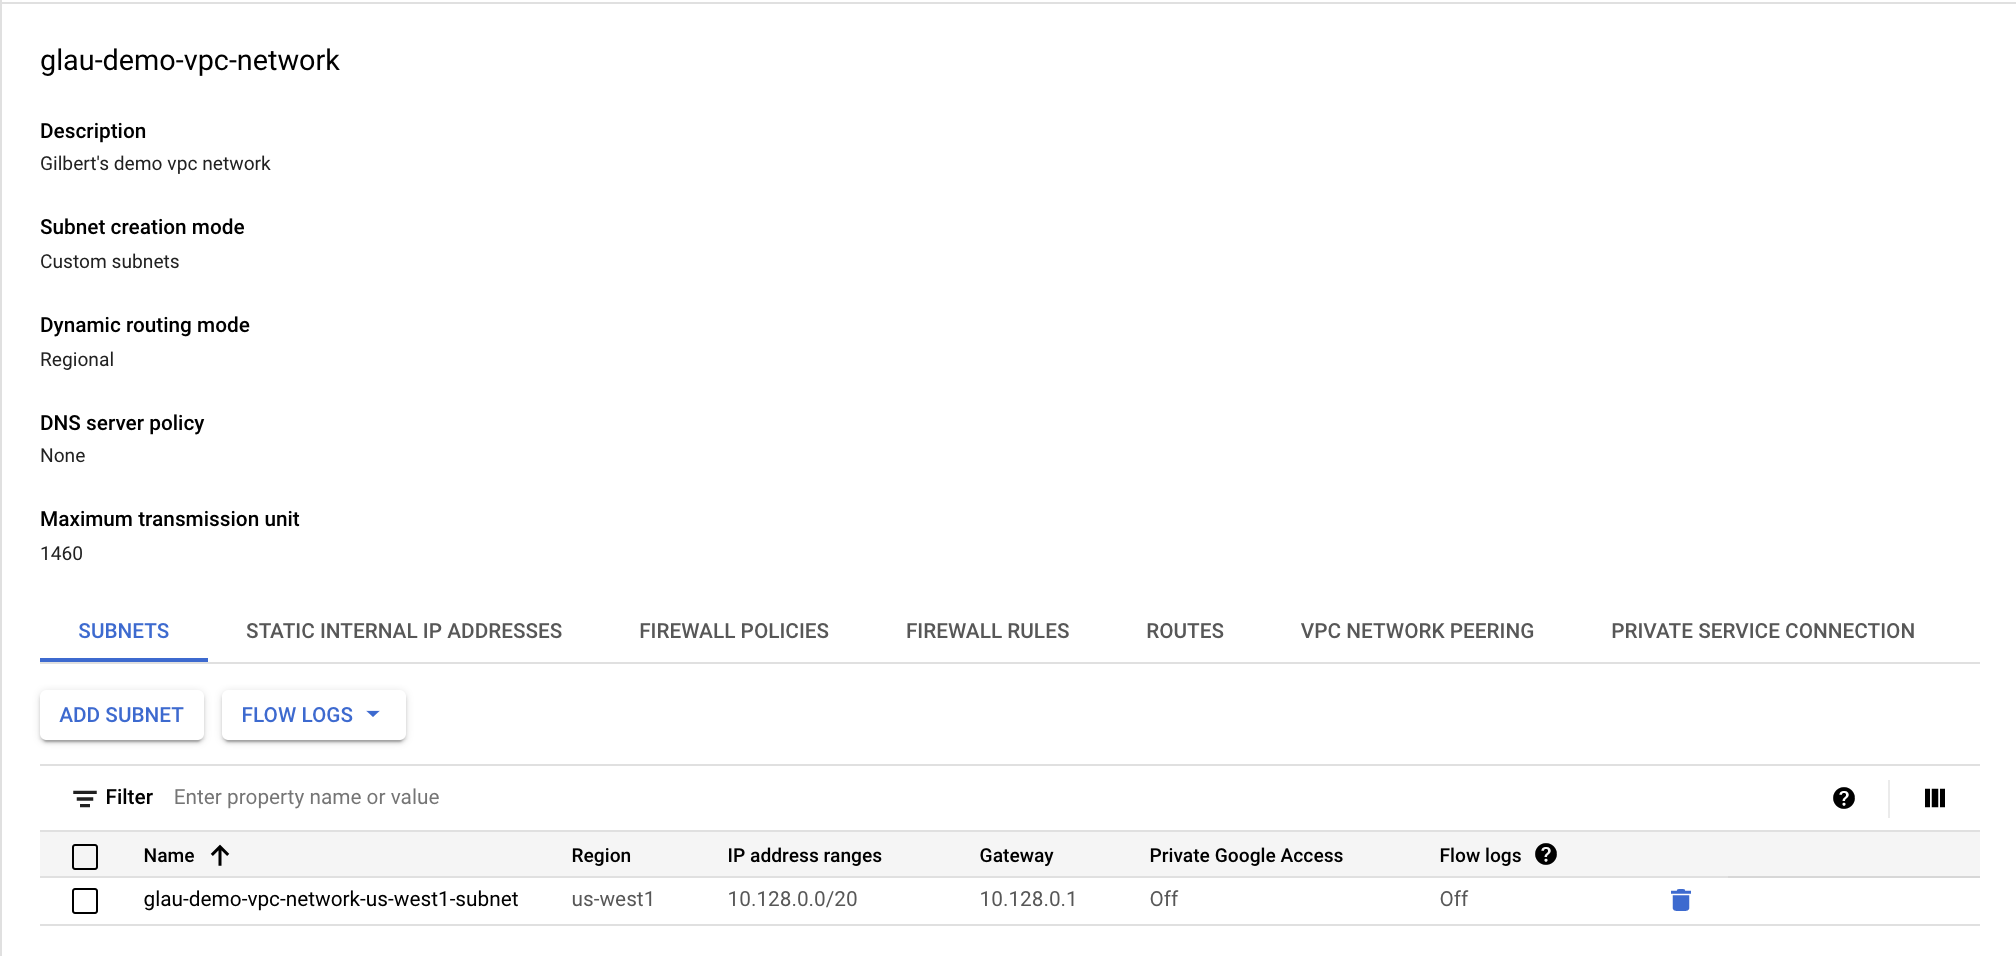 glau-demo-vpc-network
Description
Gilbert's demo vpc network
Subnet creation mode
Custom subnets
Dynamic routing mode
Regional
DNS server policy
None
Maximum transmission unit
1460
SUBNETS STATIC INTERNAL IP ADDRESSES FIREWALL POLICIES FIREWALL RULES ROUTES VPC NETWORK PEERING PRIVATE SERVICE CONNECTION
ADD SUBNET FLOW LOGS
Filter Enter property name or value
Name Region IP address ranges Gateway Private Google Access Flow logs
glau-demo-vpc-network-us-west1-subnet us-west1 10.128.0.0/20 10.128.0.1 Off Off